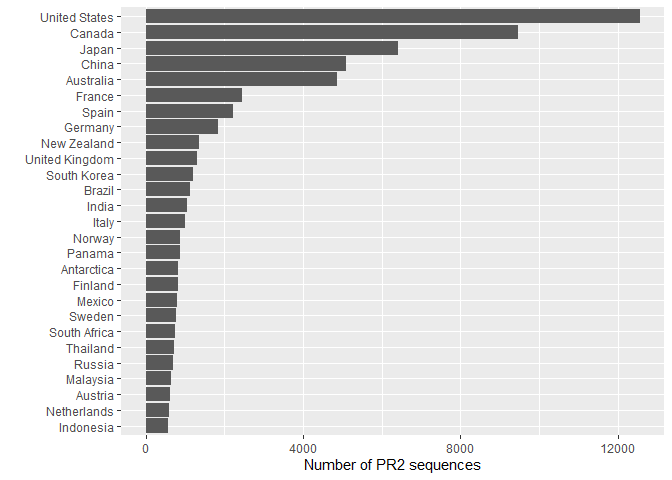 United States
Canada
Japan
China
Australia
France
Spain
Germany
New Zealand
United Kingdom
South Korea
Brazil
India
Italy
Norway
Panama
Antarctica
Finland
Mexico
Sweden
South Africa
Thailand
Russia
Malaysia
Austria
Netherlands
Indonesia
0 4000 8000 12000
Number of PR2 sequences